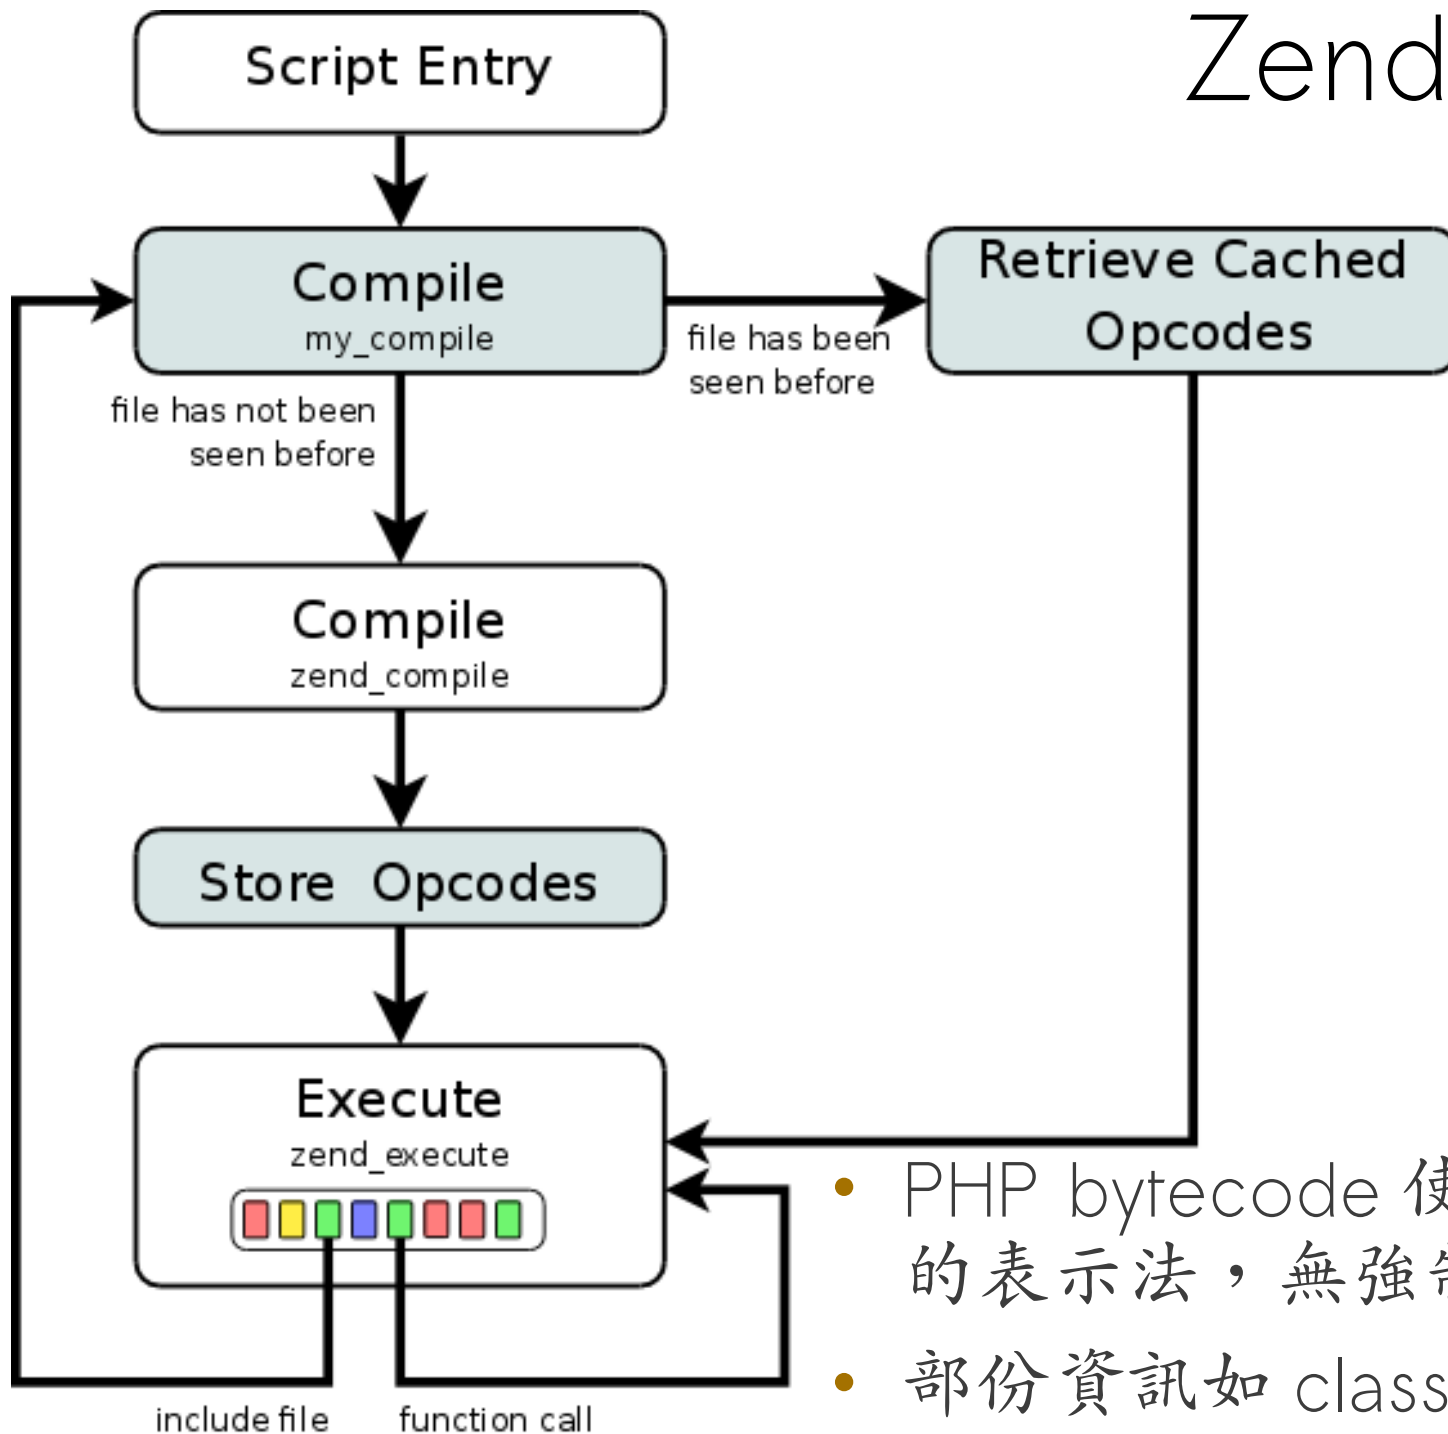 Zend
Script Entry
Compile
my_compile
Retrieve Cached
Opcodes
file has been
seen before
file has not been
seen before
Compile
zend_compile
Store Opcodes
Execute
zend_execute
include file
function call
• PHP bytecode 使
的表示法，無強制
• 部份資訊如 class